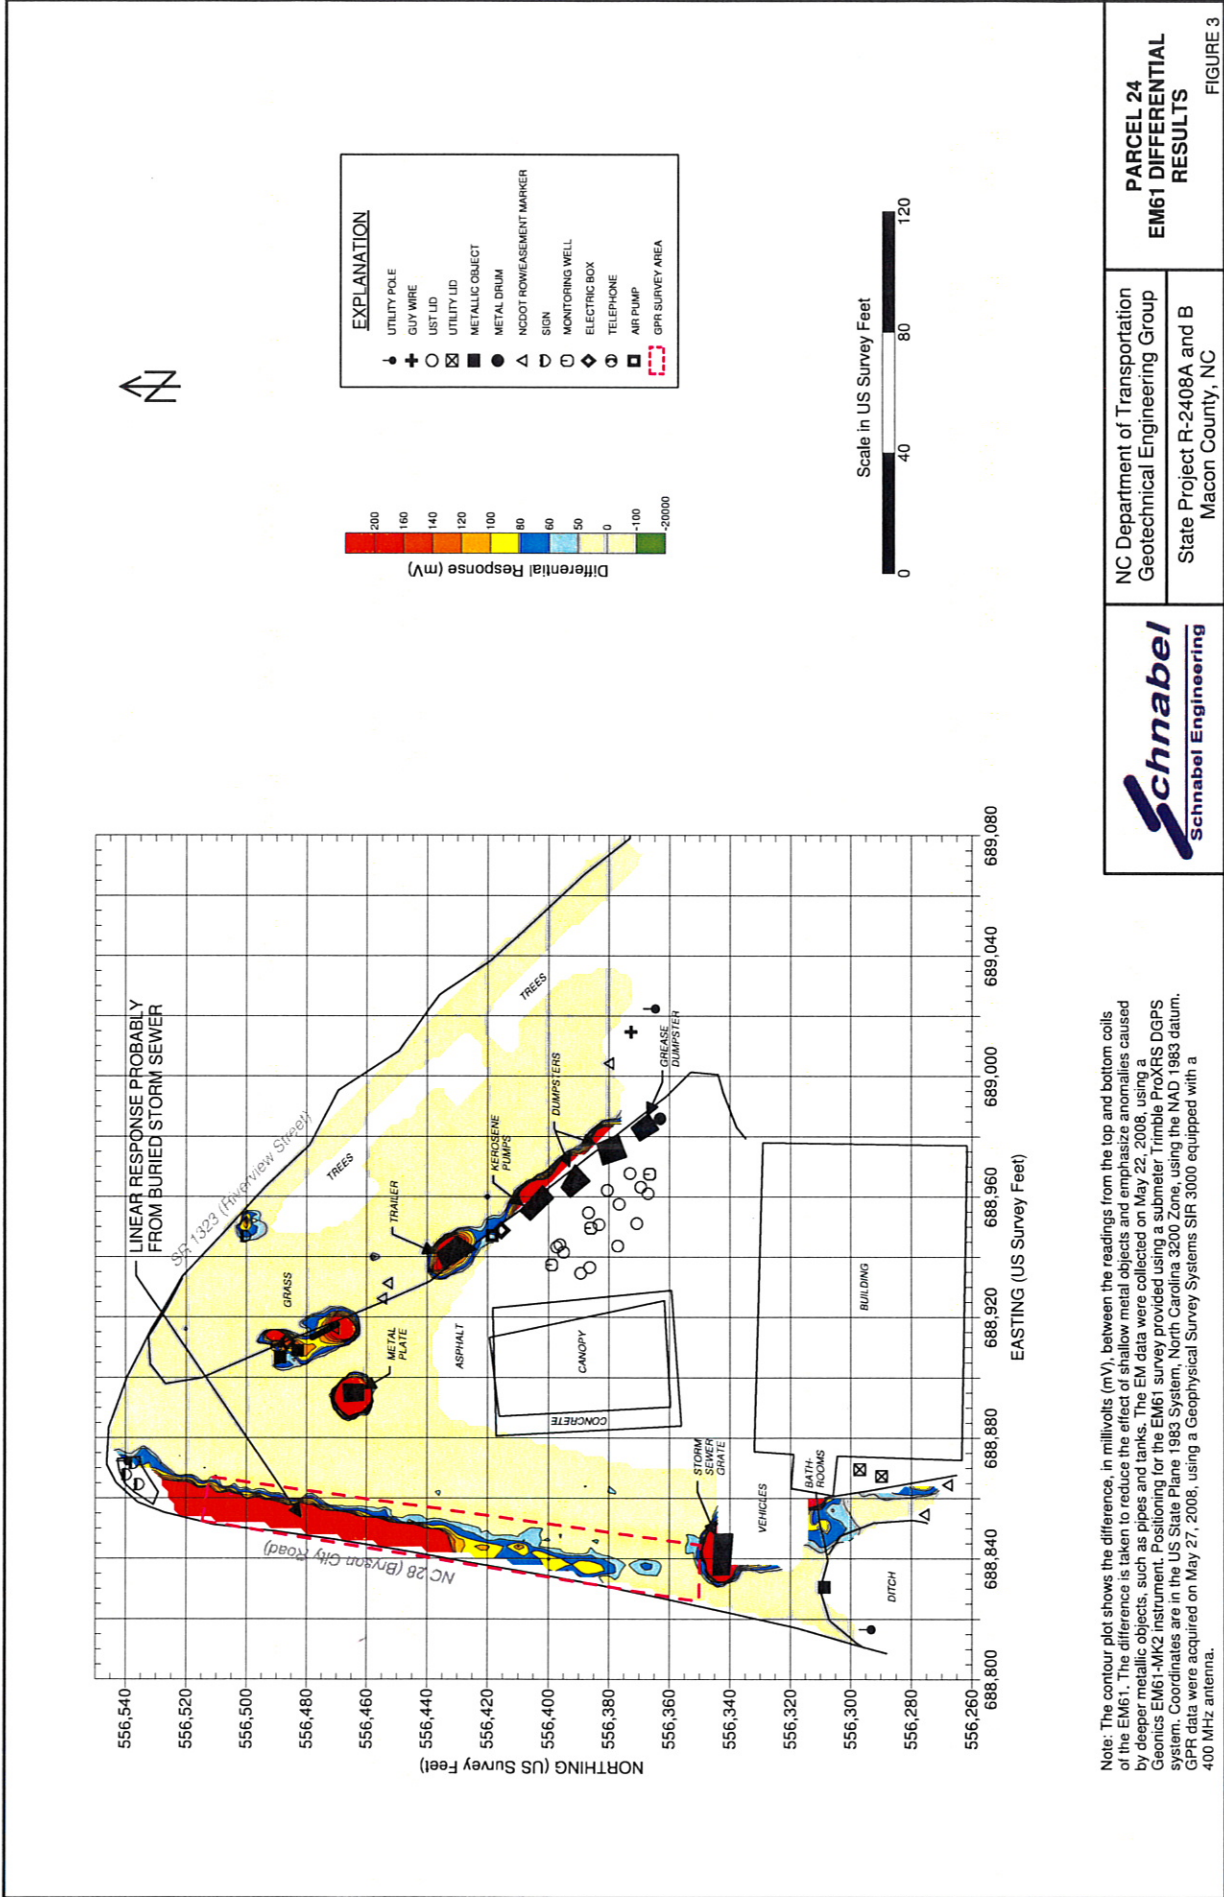 LINEAR RESPONSE PROBABLY
FROM BURIED STORM SEWER
SR 1323 (Riverview Street)
NC 28 (Bryson City Road)
GRASS
TREES
TREES
TRAILER
METAL
PLATE
KEROSENE
PUMPS
DUMPSTERS
GREASE
DUMPSTER
ASPHALT
CANOPY
CONCRETE
STORM
SEWER
GRATE
VEHICLES
BATH-
ROOMS
BUILDING
DITCH
NORTHING (US Survey Feet)
556,540
556,520
556,500
556,480
556,460
556,440
556,420
556,400
556,380
556,360
556,340
556,320
556,300
556,280
556,260
688,800
688,840
688,880
688,920
688,960
689,000
689,040
689,080
EASTING (US Survey Feet)
N
EXPLANATION
UTILITY POLE
GUY WIRE
UST LID
UTILITY LID
METALLIC OBJECT
METAL DRUM
NCDOT ROW/EASEMENT MARKER
SIGN
MONITORING WELL
ELECTRIC BOX
TELEPHONE
AIR PUMP
GPR SURVEY AREA
Differential Response (mV)
200
160
140
120
100
80
60
50
0
-100
-20000
Scale in US Survey Feet
0
40
80
120
Note: The contour plot shows the difference, in millivolts (mV), between the readings from the top and bottom coils
of the EM61. The difference is taken to reduce the effect of shallow metal objects and emphasize anomalies caused
by deeper metallic objects, such as pipes and tanks. The EM data were collected on May 22, 2008, using a
Geonics EM61-MK2 instrument. Positioning for the EM61 survey provided using a submeter Trimble ProXRS DGPS
system. Coordinates are in the US State Plane 1983 System, North Carolina 3200 Zone, using the NAD 1983 datum.
GPR data were acquired on May 27, 2008, using a Geophysical Survey Systems SIR 3000 equipped with a
400 MHz antenna.
Schnabel
Schnabel Engineering
NC Department of Transportation
Geotechnical Engineering Group
State Project R-2408A and B
Macon County, NC
PARCEL 24
EM61 DIFFERENTIAL
RESULTS
FIGURE 3